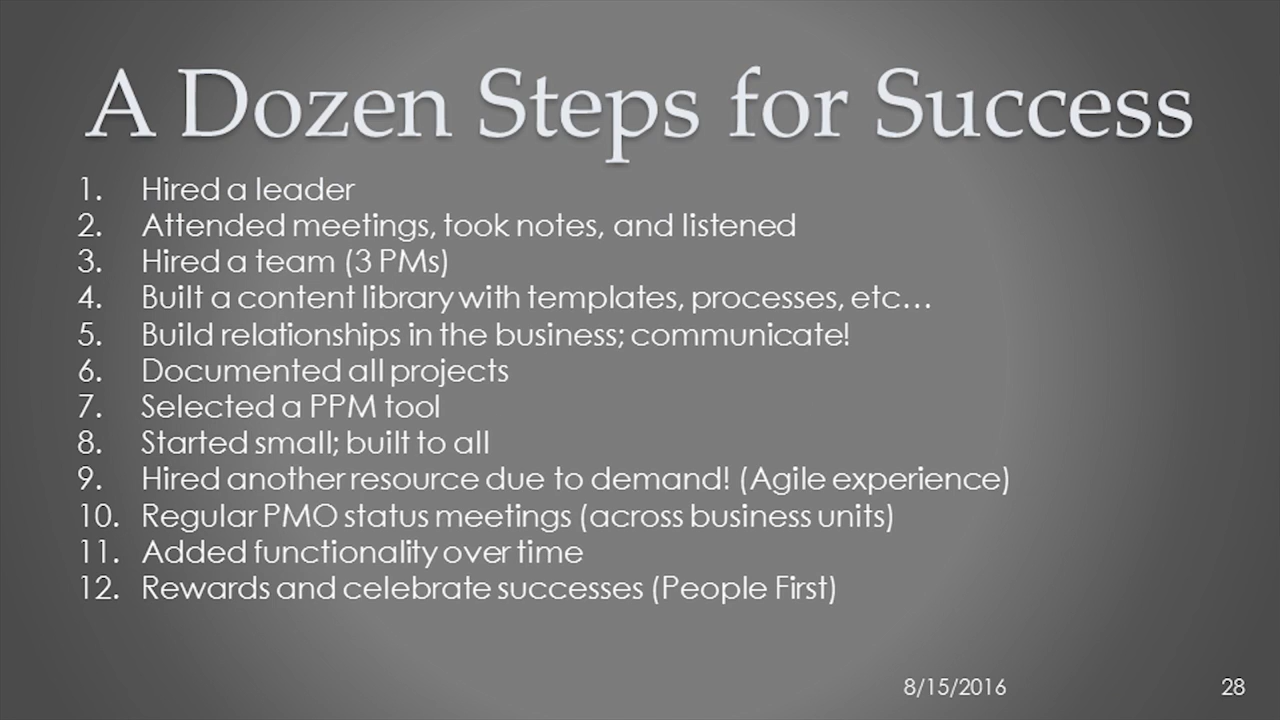 A Dozen Steps for Success
1. Hired a leader
2. Attended meetings, took notes, and listened
3. Hired a team (3 PMs)
4. Built a content library with templates, processes, etc…
5. Build relationships in the business; communicate!
6. Documented all projects
7. Selected a PPM tool
8. Started small; built to all
9. Hired another resource due to demand! (Agile experience)
10. Regular PMO status meetings (across business units)
11. Added functionality over time
12. Rewards and celebrate successes (People First)
8/15/2016 28